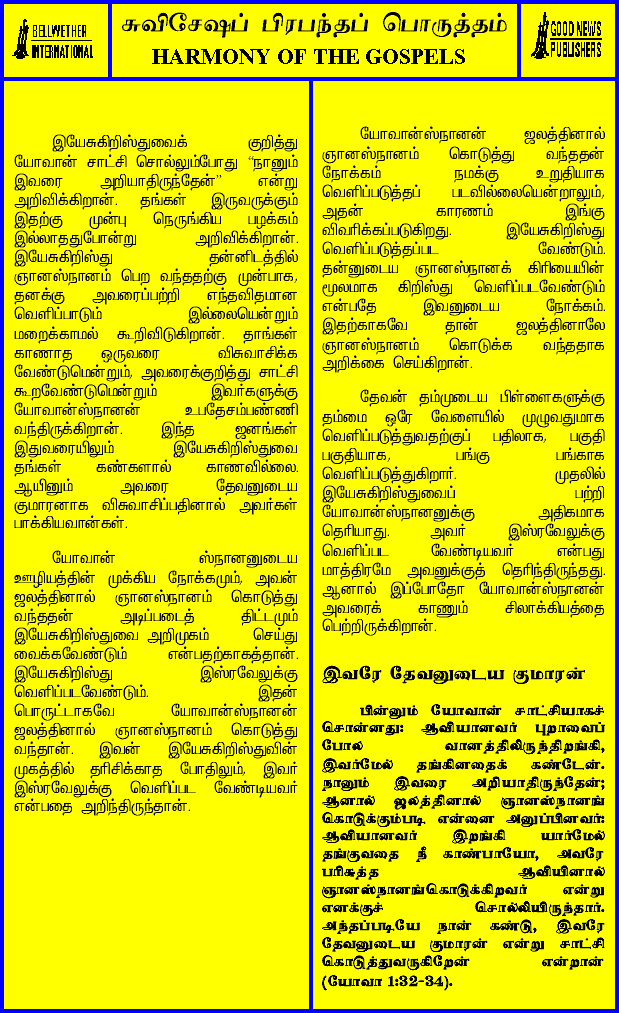 BELLWETHER
INTERNATIONAL
சுவிசேஷப் பிரபந்தப் பொருத்தம்
HARMONY OF THE GOSPELS
GOOD NEWS
PUBLISHERS
இயேசுகிறிஸ்துவைக் குறித்து
யோவான் சாட்சி சொல்லும்போது “நானும்
இவரை அறியாதிருந்தேன்” என்று
அறிவிக்கிறான். தங்கள் இருவருக்கும்
இதற்கு முன்பு நெருங்கிய பழக்கம்
இல்லாததுபோன்று அறிவிக்கிறான்.
இயேசுகிறிஸ்து தன்னிடத்தில்
ஞானஸ்நானம் பெற வந்ததற்கு முன்பாக,
தனக்கு அவரைப்பற்றி எந்தவிதமான
வெளிப்பாடும் இல்லையென்றும்
மறைக்காமல் கூறிவிடுகிறான். தாங்கள்
காணாத ஒருவரை விசுவாசிக்க
வேண்டுமென்றும், அவரைக்குறித்து சாட்சி
கூறவேண்டுமென்றும் இவர்களுக்கு
யோவான்ஸ்நானன் உபதேசம்பண்ணி
வந்திருக்கிறான். இந்த ஜனங்கள்
இதுவரையிலும் இயேசுகிறிஸ்துவை
தங்கள் கண்களால் காணவில்லை.
ஆயினும் அவரை தேவனுடைய
குமாரனாக விசுவாசிப்பதினால் அவர்கள்
பாக்கியவான்கள்.
யோவான் ஸ்நானனுடைய
ஊழியத்தின் முக்கிய நோக்கமும், அவன்
ஜலத்தினால் ஞானஸ்நானம் கொடுத்து
வந்ததன் அடிப்படைத் திட்டமும்
இயேசுகிறிஸ்துவை அறிமுகம் செய்து
வைக்கவேண்டும் என்பதற்காகத்தான்.
இயேசுகிறிஸ்து இஸ்ரவேலுக்கு
வெளிப்படவேண்டும். இதன்
பொருட்டாகவே யோவான்ஸ்நானன்
ஜலத்தினால் ஞானஸ்நானம் கொடுத்து
வந்தான். இவன் இயேசுகிறிஸ்துவின்
முகத்தில் தரிசிக்காத போதிலும், இவர்
இஸ்ரவேலுக்கு வெளிப்பட வேண்டியவர்
என்பதை அறிந்திருந்தான்.
யோவான்ஸ்நானன் ஜலத்தினால்
ஞானஸ்நானம் கொடுத்து வந்ததன்
நோக்கம் நமக்கு உறுதியாக
வெளிப்படுத்தப் படவில்லையென்றாலும்,
அதன் காரணம் இங்கு
விவரிக்கப்படுகிறது. இயேசுகிறிஸ்து
வெளிப்படுத்தப்பட வேண்டும்.
தன்னுடைய ஞானஸ்நானக் கிரியையின்
மூலமாக கிறிஸ்து வெளிப்படவேண்டும்
என்பதே இவனுடைய நோக்கம்.
இதற்காகவே தான் ஜலத்தினாலே
ஞானஸ்நானம் கொடுக்க வந்ததாக
அறிக்கை செய்கிறான்.
தேவன் தம்முடைய பிள்ளைகளுக்கு
தம்மை ஒரே வேளையில் முழுவதுமாக
வெளிப்படுத்துவதற்குப் பதிலாக, பகுதி
பகுதியாக, பங்கு பங்காக
வெளிப்படுத்துகிறார். முதலில்
இயேசுகிறிஸ்துவைப் பற்றி
யோவான்ஸ்நானனுக்கு அதிகமாக
தெரியாது. அவர் இஸ்ரவேலுக்கு
வெளிப்பட வேண்டியவர் என்பது
மாத்திரமே அவனுக்குத் தெரிந்திருந்தது.
ஆனால் இப்போதோ யோவான்ஸ்நானன்
அவரைக் காணும் சிலாக்கியத்தை
பெற்றிருக்கிறான்.
இவரே தேவனுடைய குமாரன்
பின்னும் யோவான் சாட்சியாகச்
சொன்னது: ஆவியானவர் புறாவைப்
போல வானத்திலிருந்திறங்கி,
இவர்மேல் தங்கினதைக் கண்டேன்.
நானும் இவரை அறியாதிருந்தேன்;
ஆனால் ஜலத்தினால் ஞானஸ்நானங்
கொடுக்கும்படி என்னை அனுப்பினவர்:
ஆவியானவர் இறங்கி யார்மேல்
தங்குவதை நீ காண்பாயோ, அவரே
பரிசுத்த ஆவியினால்
ஞானஸ்நானங்கொடுக்கிறவர் என்று
எனக்குச் சொல்லியிருந்தார்.
அந்தப்படியே நான் கண்டு, இவரே
தேவனுடைய குமாரன் என்று சாட்சி
கொடுத்துவருகிறேன் என்றான்
(யோவா 1:32-34).